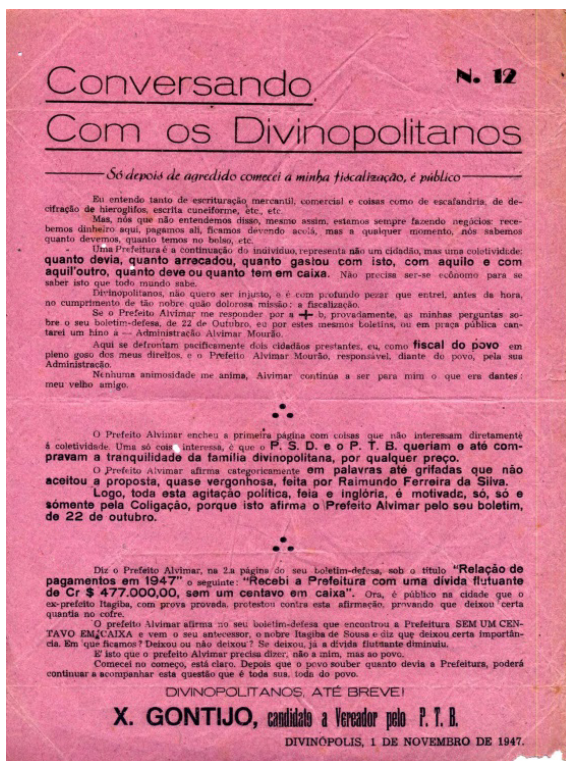 N. 12
Conversando
Com os Divinopolitanos
Só depois de agredido comecei a minha fiscalização, é público
Eu entendo tanto de escrituração mercantil, comercial e coisas como de escafandria, de de-
cifração de hieroglifos, escrita cuneiforme, etc, etc.
Mas, nós que não entendemos disso, mesmo assim, estamos sempre fazendo negócios: rece-
bemos dinheiro aqui, pagamos ali, ficamos devendo acolá, mas a qualquer momento, nós sabemos
quanto devemos, quanto temos no bolso, etc.
Uma Prefeitura é a continuação do individuo, representa não um cidadão, mas uma coletividade:
quanto devia, quanto arrecadou, quanto gastou com isto, com aquilo e com
aquil'outro, quanto deve ou quanto tem em caixa. Não precisa ser-se ecônomo para se
saber isto que todo mundo sabe.
Divinopolitanos, não quero ser injusto, e é com profundo pezar que entrei, antes da hora,
no cumprimento de tão nobre quão dolorosa missão: a fiscalização.
Se o Prefeito Alvimar me responder por a + b, provadamente, as minhas perguntas so-
bre o seu boletim-defesa, de 22 de Outubro, eu por estes mesmos boletins, ou em praça pública can-
tarei um hino a — Administração Alvimar Mourão.
Aqui se defrontam pacificamente dois cidadãos prestantes, eu, como fiscal do povo em
pleno goso dos meus direitos, e o Prefeito Alvimar Mourão, responsável, diante do povo, pela sua
Administração.
Nenhuma animosidade me anima, Alvimar continúa a ser para mim o que era dantes:
meu velho amigo.
O Prefeito Alvimar encheu a primeira página com coisas que não interessam diretamente
á coletividade. Uma só coisa interessa, é que o P. S. D. e o P. T. B. queriam e até com-
pravam a tranquilidade da familia divinopolitana, por qualquer preço.
O Prefeito Alvimar afirma categoricamente em palavras até grifadas que não
aceitou a proposta, quase vergonhosa, feita por Raimundo Ferreira da Silva.
Logo, toda esta agitação política, feia e inglória, é motivada, só, só e
sómente pela Coligação, porque isto afirma o Prefeito Alvimar pelo seu boletim,
de 22 de outubro.
Diz o Prefeito Alvimar, na 2.a página do seu boletim-defesa, sob o título "Relação de
pagamentos em 1947" o seguinte: "Recebi a Prefeitura com uma dívida flutuante
de Cr $ 477.000,00, sem um centavo em caixa". Ora, é público na cidade que o
ex-prefeito Itagiba, com prova provada, protestou contra esta afirmação, provando que deixou certa
quantia no cofre.
O prefeito Alvimar afirma no seu boletim-defesa que encontrou a Prefeitura SEM UM CEN-
TAVO EM CAIXA e vem o seu antecessor, o nobre Itagiba de Sousa e diz que deixou certa importân-
cia. Em que ficamos? Deixou ou não deixou? Se deixou, já a dívida flutuante diminuiu.
E' isto que o prefeito Alvimar precisa dizer, não a mim, mas ao povo.
Comecei no começo, está claro. Depois que o povo souber quanto devia a Prefeitura, poderá
continuar a acompanhar esta questão que é toda sua, toda do povo.
DIVINOPOLITANOS, ATÉ BREVE!
X. GONTIJO, candidato a Vereador pelo P. T. B.
DIVINÓPOLIS, 1 DE NOVEMBRO DE 1947.